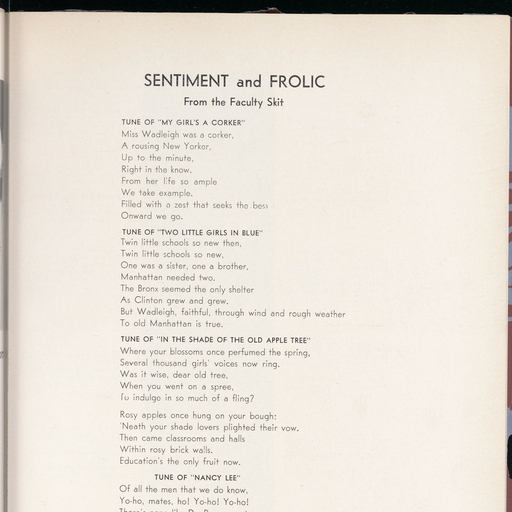 SENTIMENT and FROLIC
From the Faculty Skit
TUNE OF "MY GIRL'S A CORKER"
Miss Wadleigh was a corker,
A rousing New Yorker,
Up to the minute,
Right in the know.
From her life so ample
We take example,
Filled with a zest that seeks the best
Onward we go.
TUNE OF "TWO LITTLE GIRLS IN BLUE"
Twin little schools so new then,
Twin little schools so new,
One was a sister, one a brother,
Manhattan needed two.
The Bronx seemed the only shelter
As Clinton grew and grew.
But Wadleigh, faithful, through wind and rough weather
To old Manhattan is true.
TUNE OF "IN THE SHADE OF THE OLD APPLE TREE"
Where your blossoms once perfumed the spring,
Several thousand girls' voices now ring.
Was it wise, dear old tree,
When you went on a spree,
To indulge in so much of a fling?
Rosy apples once hung on your bough:
'Neath your shade lovers plighted their vow.
Then came classrooms and halls
Within rosy brick walls.
Education's the only fruit now.
TUNE OF "NANCY LEE"
Of all the men that we do know,
Yo-ho, mates, ho! Yo-ho! Yo-ho!